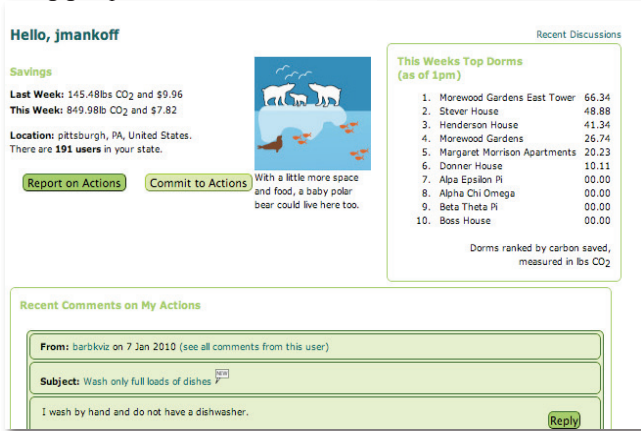 Hello, jmankoff
Recent Discussions
Savings
Last Week: 145.48lbs CO2 and $9.96
This Week: 849.98lb CO2 and $7.82
Location: pittsburgh, PA, United States.
There are 191 users in your state.
Report on Actions
Commit to Actions
With a little more space
and food, a baby polar
bear could live here too.
This Weeks Top Dorms
(as of 1pm)
1. Morewood Gardens East Tower 66.34
2. Stever House 48.88
3. Henderson House 41.34
4. Morewood Gardens 26.74
5. Margaret Morrison Apartments 20.23
6. Donner House 10.11
7. Alpa Epsilon Pi 00.00
8. Alpha Chi Omega 00.00
9. Beta Theta Pi 00.00
10. Boss House 00.00
Dorms ranked by carbon saved,
measured in lbs CO2
Recent Comments on My Actions
From: barbkviz on 7 Jan 2010 (see all comments from this user)
Subject: Wash only full loads of dishes NEW
I wash by hand and do not have a dishwasher.
Reply